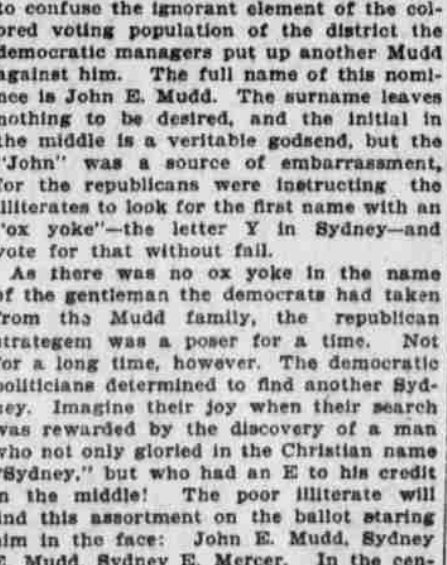 to confuse the ignorant element of the col-
ored voting population of the district the
democratic managers put up another Mudd
against him. The full name of this nomi-
nee is John E. Mudd. The surname leaves
nothing to be desired, and the initial in
the middle is a veritable godsend, but the
"John" was a source of embarrassment,
for the republicans were instructing the
illiterates to look for the first name with an
"ox yoke"—the letter Y in Sydney—and
vote for that without fail.
As there was no ox yoke in the name
of the gentleman the democrats had taken
from the Mudd family, the republican
strategem was a poser for a time. Not
for a long time, however. The democratic
politicians determined to find another Syd-
ney. Imagine their joy when their search
was rewarded by the discovery of a man
who not only gloried in the Christian name
"Sydney," but who had an E to his credit
in the middle! The poor illiterate will
find this assortment on the ballot staring
him in the face: John E. Mudd, Sydney
E. Mudd, Sydney E. Mercer. In the cen-